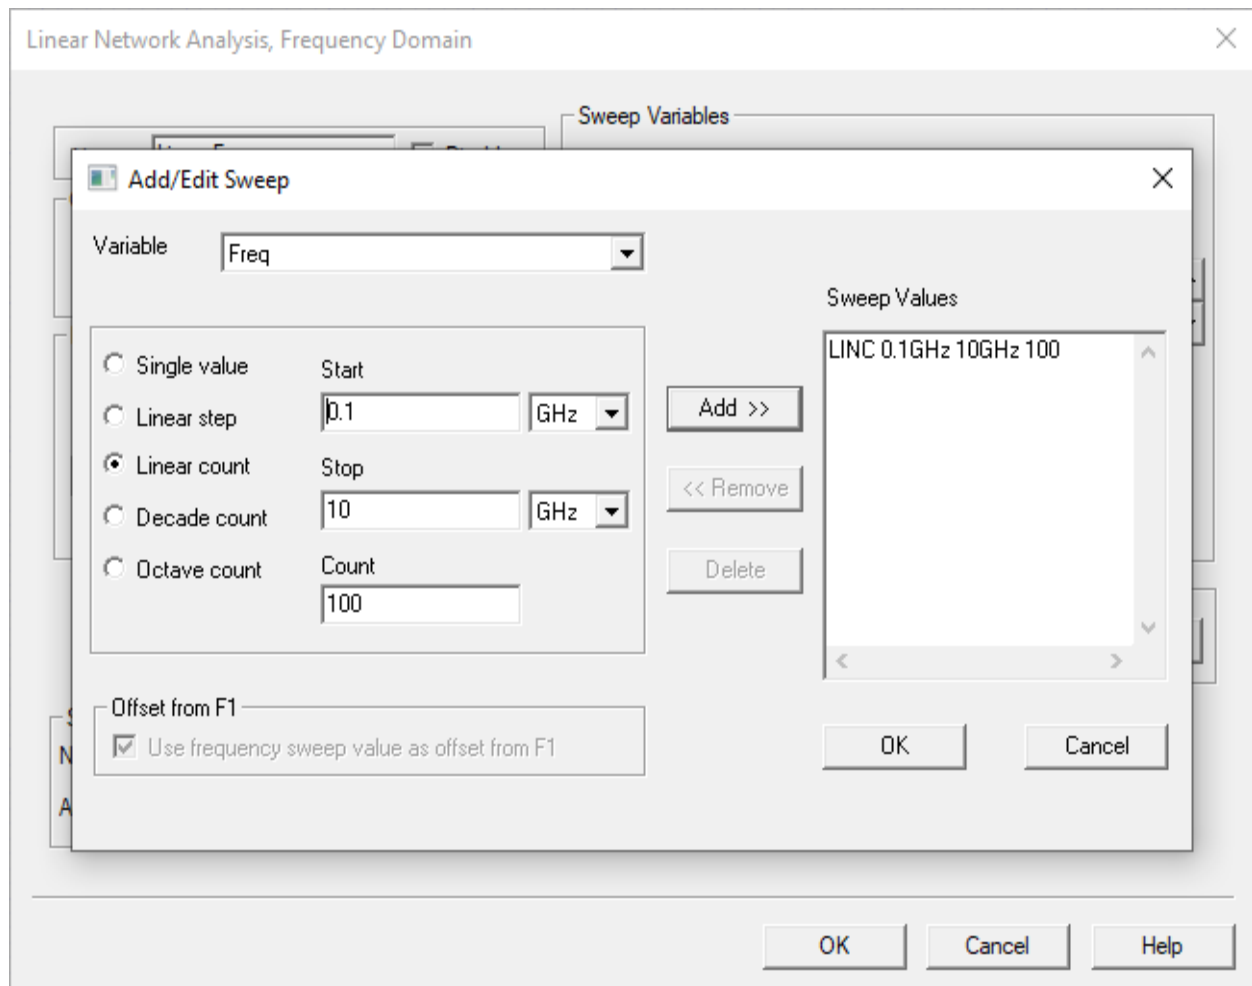 Linear Network Analysis, Frequency Domain
Sweep Variables
Add/Edit Sweep
Variable
Freq
Sweep Values
LINC 0.1GHz 10GHz 100
Single value
Start
Linear step
0.1
GHz
Add >>
Linear count
Stop
<< Remove
Decade count
10
GHz
Octave count
Count
Delete
100
Offset from F1
Use frequency sweep value as offset from F1
OK
Cancel
N
A
OK
Cancel
Help